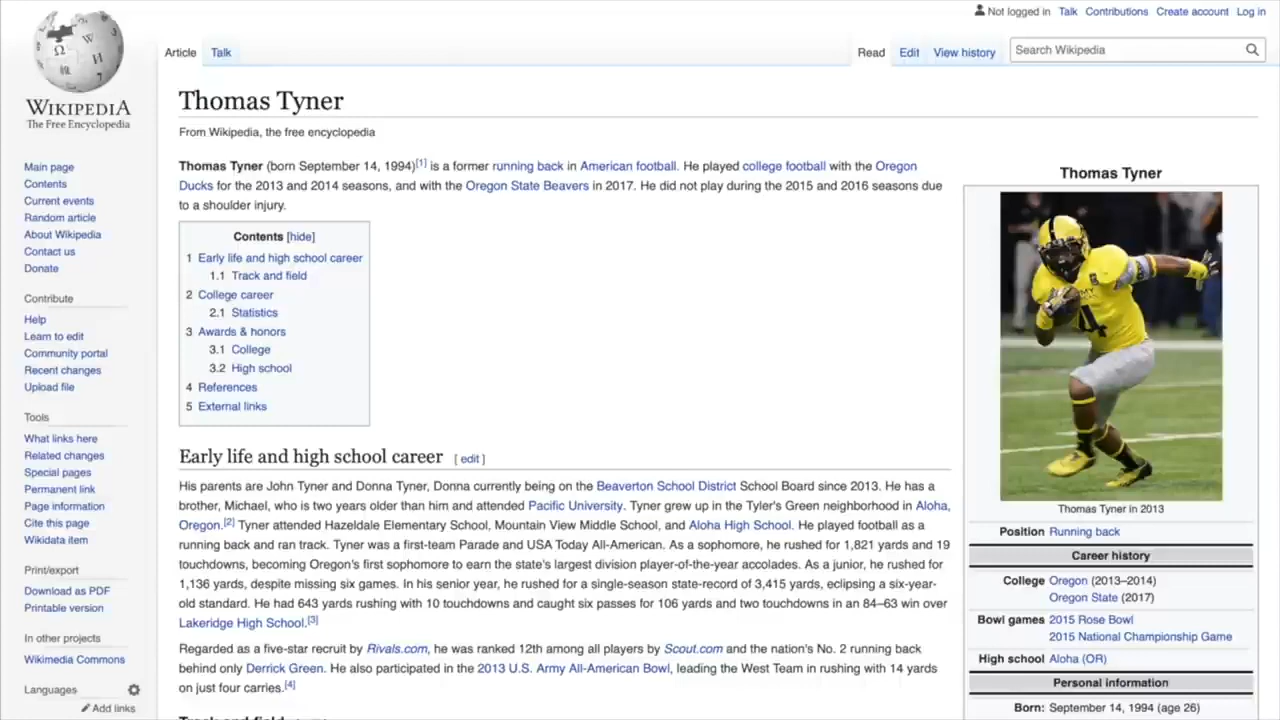 Not logged in Talk Contributions Create account Log in
Article Talk Read Edit View history Search Wikipedia
WIKIPEDIA
The Free Encyclopedia
Main page
Contents
Current events
Random article
About Wikipedia
Contact us
Donate
Contribute
Help
Learn to edit
Community portal
Recent changes
Upload file
Tools
What links here
Related changes
Special pages
Permanent link
Page information
Cite this page
Wikidata item
Print/export
Download as PDF
Printable version
In other projects
Wikimedia Commons
Languages
Add links
Thomas Tyner
From Wikipedia, the free encyclopedia
Thomas Tyner (born September 14, 1994)[1] is a former running back in American football. He played college football with the Oregon
Ducks for the 2013 and 2014 seasons, and with the Oregon State Beavers in 2017. He did not play during the 2015 and 2016 seasons due
to a shoulder injury.
Contents [hide]
1 Early life and high school career
1.1 Track and field
2 College career
2.1 Statistics
3 Awards & honors
3.1 College
3.2 High school
4 References
5 External links
Early life and high school career [ edit ]
His parents are John Tyner and Donna Tyner, Donna currently being on the Beaverton School District School Board since 2013. He has a
brother, Michael, who is two years older than him and attended Pacific University. Tyner grew up in the Tyler's Green neighborhood in Aloha,
Oregon.[2] Tyner attended Hazeldale Elementary School, Mountain View Middle School, and Aloha High School. He played football as a
running back and ran track. Tyner was a first-team Parade and USA Today All-American. As a sophomore, he rushed for 1,821 yards and 19
touchdowns, becoming Oregon's first sophomore to earn the state's largest division player-of-the-year accolades. As a junior, he rushed for
1,136 yards, despite missing six games. In his senior year, he rushed for a single-season state-record of 3,415 yards, eclipsing a six-year-
old standard. He had 643 yards rushing with 10 touchdowns and caught six passes for 106 yards and two touchdowns in an 84–63 win over
Lakeridge High School.[3]
Regarded as a five-star recruit by Rivals.com, he was ranked 12th among all players by Scout.com and the nation's No. 2 running back
behind only Derrick Green. He also participated in the 2013 U.S. Army All-American Bowl, leading the West Team in rushing with 14 yards
on just four carries.[4]
Thomas Tyner
4
Thomas Tyner in 2013
Position Running back
Career history
College Oregon (2013–2014)
Oregon State (2017)
Bowl games 2015 Rose Bowl
2015 National Championship Game
High school Aloha (OR)
Personal information
Born: September 14, 1994 (age 26)